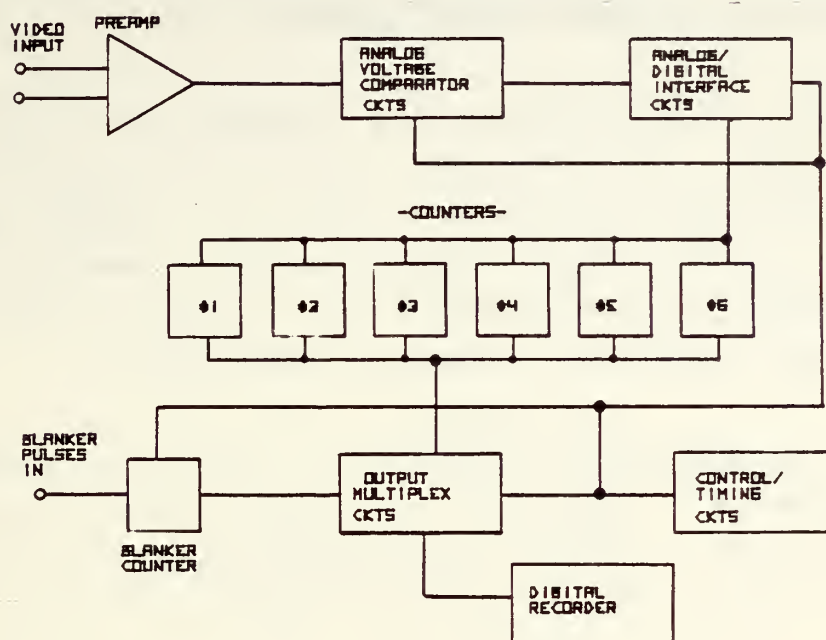 VIDEO
INPUT
PREAMP
ANALOG
VOLTAGE
COMPARATOR
CKTS
ANALOG/
DIGITAL
INTERFACE
CKTS
-COUNTERS-
#1
#2
#3
#4
#5
#6
BLANKER
PULSES
IN
OUTPUT
MULTIPLEX
CKTS
CONTROL/
TIMING
CKTS
BLANKER
COUNTER
DIGITAL
RECORDER